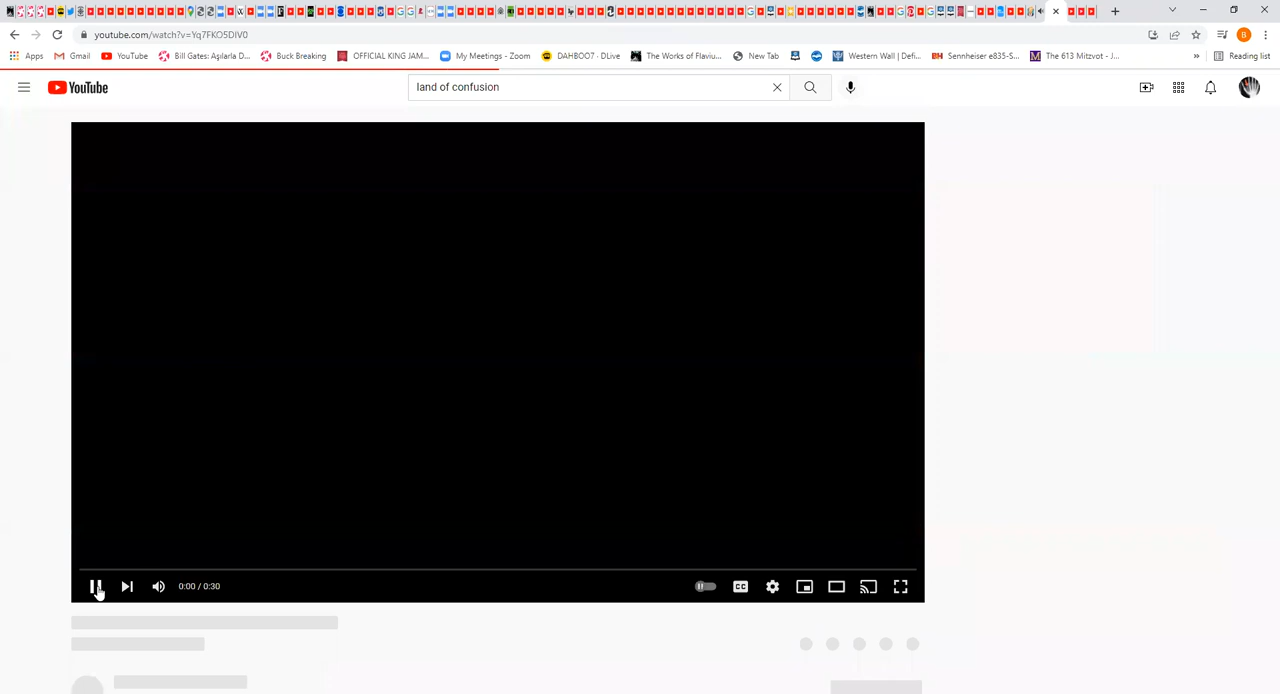 youtube.com/watch?v=Yq7FKO5DIV0
B
Apps Gmail YouTube Bill Gates: Aşılarla D... Buck Breaking OFFICIAL KING JAM... My Meetings - Zoom DAHBOO7 · DLive The Works of Flaviu... New Tab Western Wall | Defi... Sennheiser e835-S... The 613 Mitzvot - J... » Reading list
YouTube
land of confusion
0:00 / 0:30
CC